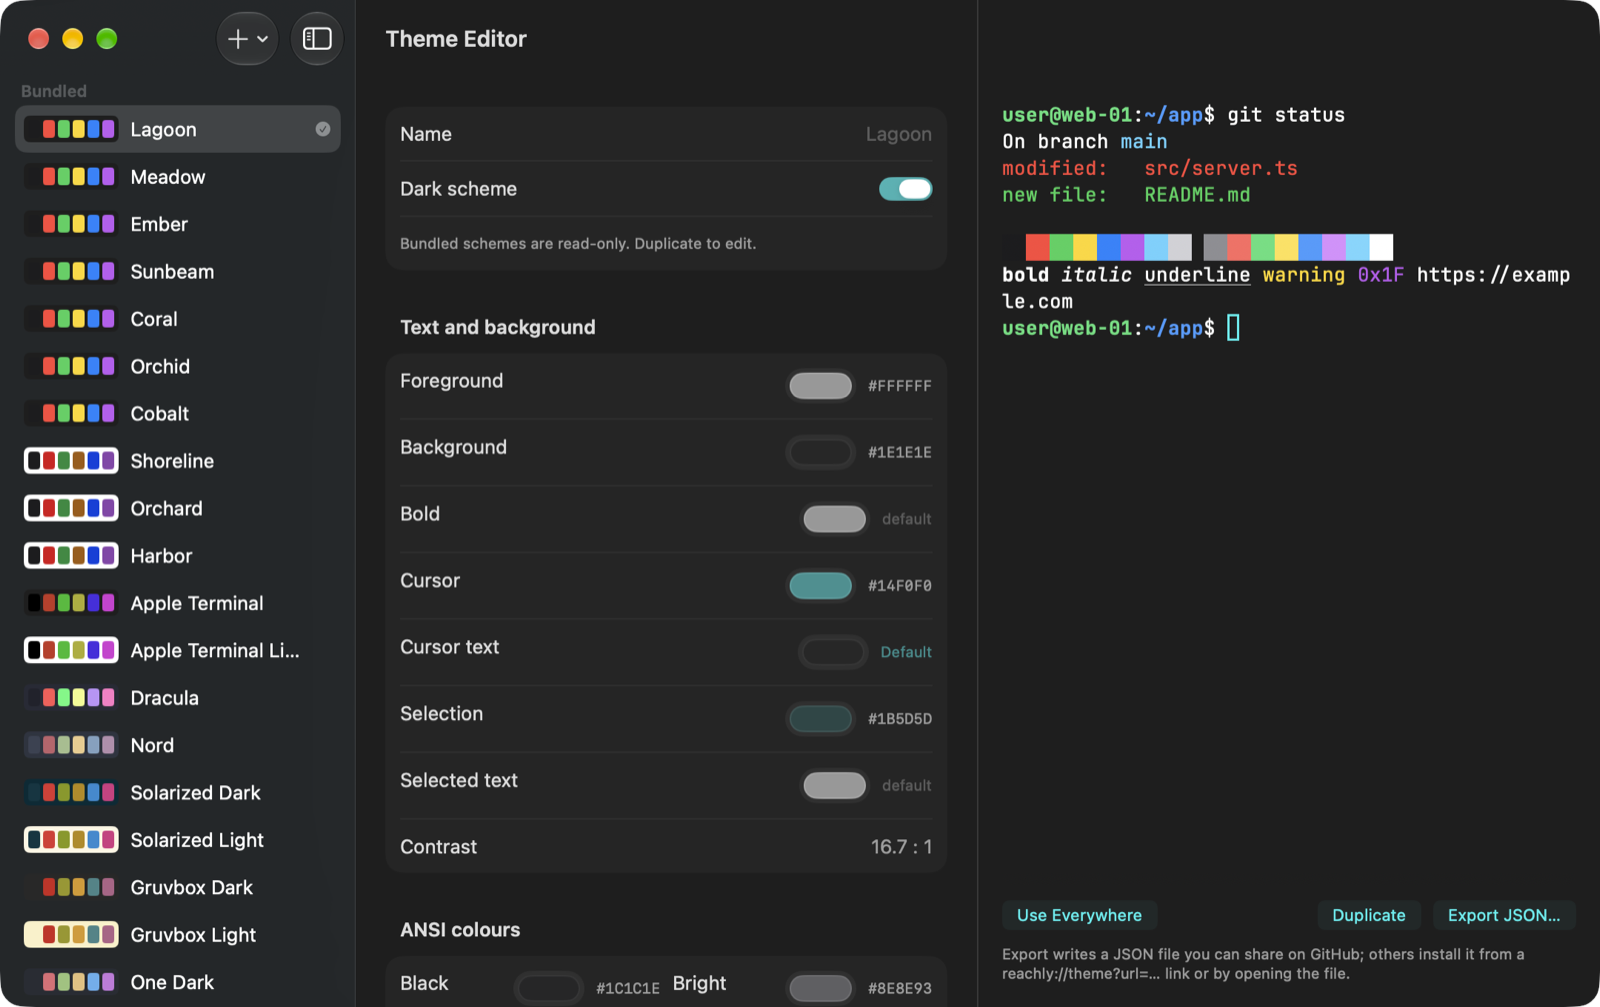 Theme Editor
Bundled
Lagoon
Meadow
Ember
Sunbeam
Coral
Orchid
Cobalt
Shoreline
Orchard
Harbor
Apple Terminal
Apple Terminal Li...
Dracula
Nord
Solarized Dark
Solarized Light
Gruvbox Dark
Gruvbox Light
One Dark
Name Lagoon
Dark scheme
Bundled schemes are read-only. Duplicate to edit.
Text and background
Foreground #FFFFFF
Background #1E1E1E
Bold default
Cursor #14F0F0
Cursor text Default
Selection #1B5D5D
Selected text default
Contrast 16.7 : 1
ANSI colours
Black #1C1C1E Bright #8E8E93
user@web-01:~/app$ git status
On branch main
modified: src/server.ts
new file: README.md
bold italic underline warning 0x1F https://examp
le.com
user@web-01:~/app$
Use Everywhere Duplicate Export JSON...
Export writes a JSON file you can share on GitHub; others install it from a
reachly://theme?url=... link or by opening the file.